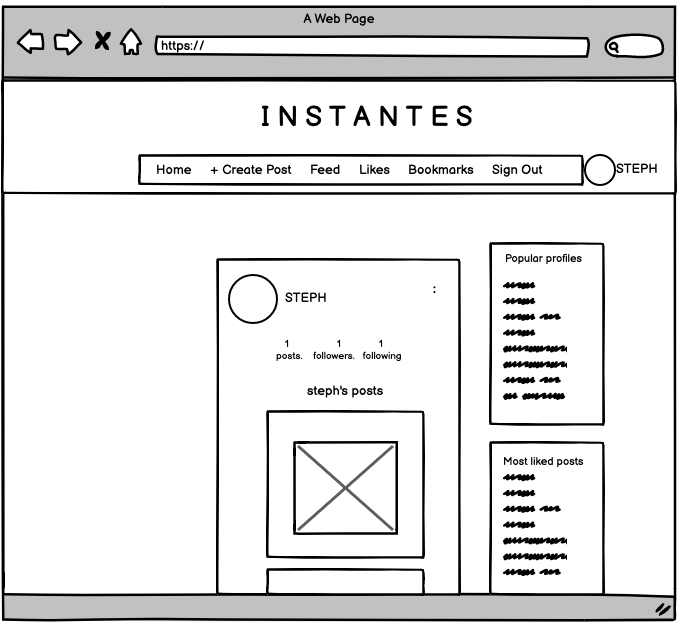 A Web Page
https://
INSTANTES
Home + Create Post Feed Likes Bookmarks Sign Out STEPH
Popular profiles
STEPH :
1 1 1
posts. followers. following
steph's posts
Most liked posts